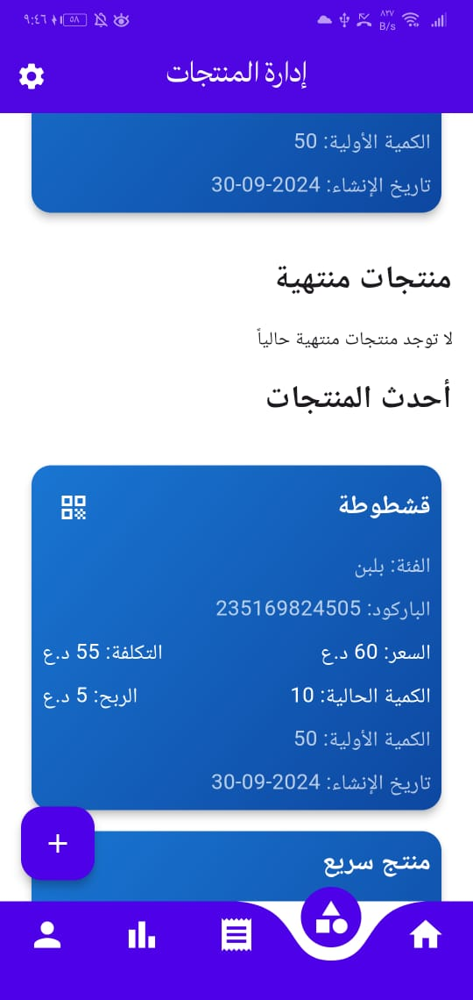 ٩:٤٦
٥٨
٨٣٧
B/s
إدارة المنتجات
الكمية الأولية: 50
تاريخ الإنشاء: 2024-09-30
منتجات منتهية
لا توجد منتجات منتهية حالياً
أحدث المنتجات
قشطوطة
الفئة: بلبن
الباركود: 235169824505
السعر: 60 د.ع
التكلفة: 55 د.ع
الكمية الحالية: 10
الربح: 5 د.ع
الكمية الأولية: 50
تاريخ الإنشاء: 2024-09-30
منتج سريع